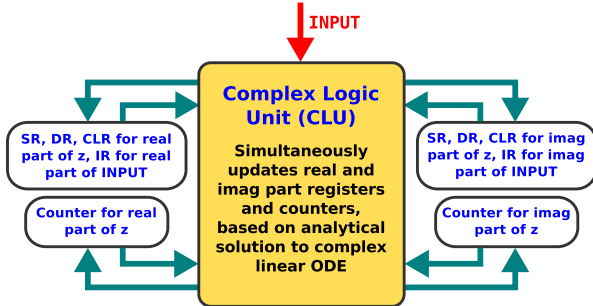 INPUT
Complex Logic
Unit (CLU)
Simultaneously
updates real and
imag part registers
and counters,
based on analytical
solution to complex
linear ODE
SR, DR, CLR for real
part of z, IR for real
part of INPUT
Counter for real
part of z
SR, DR, CLR for imag
part of z, IR for imag
part of INPUT
Counter for imag
part of z